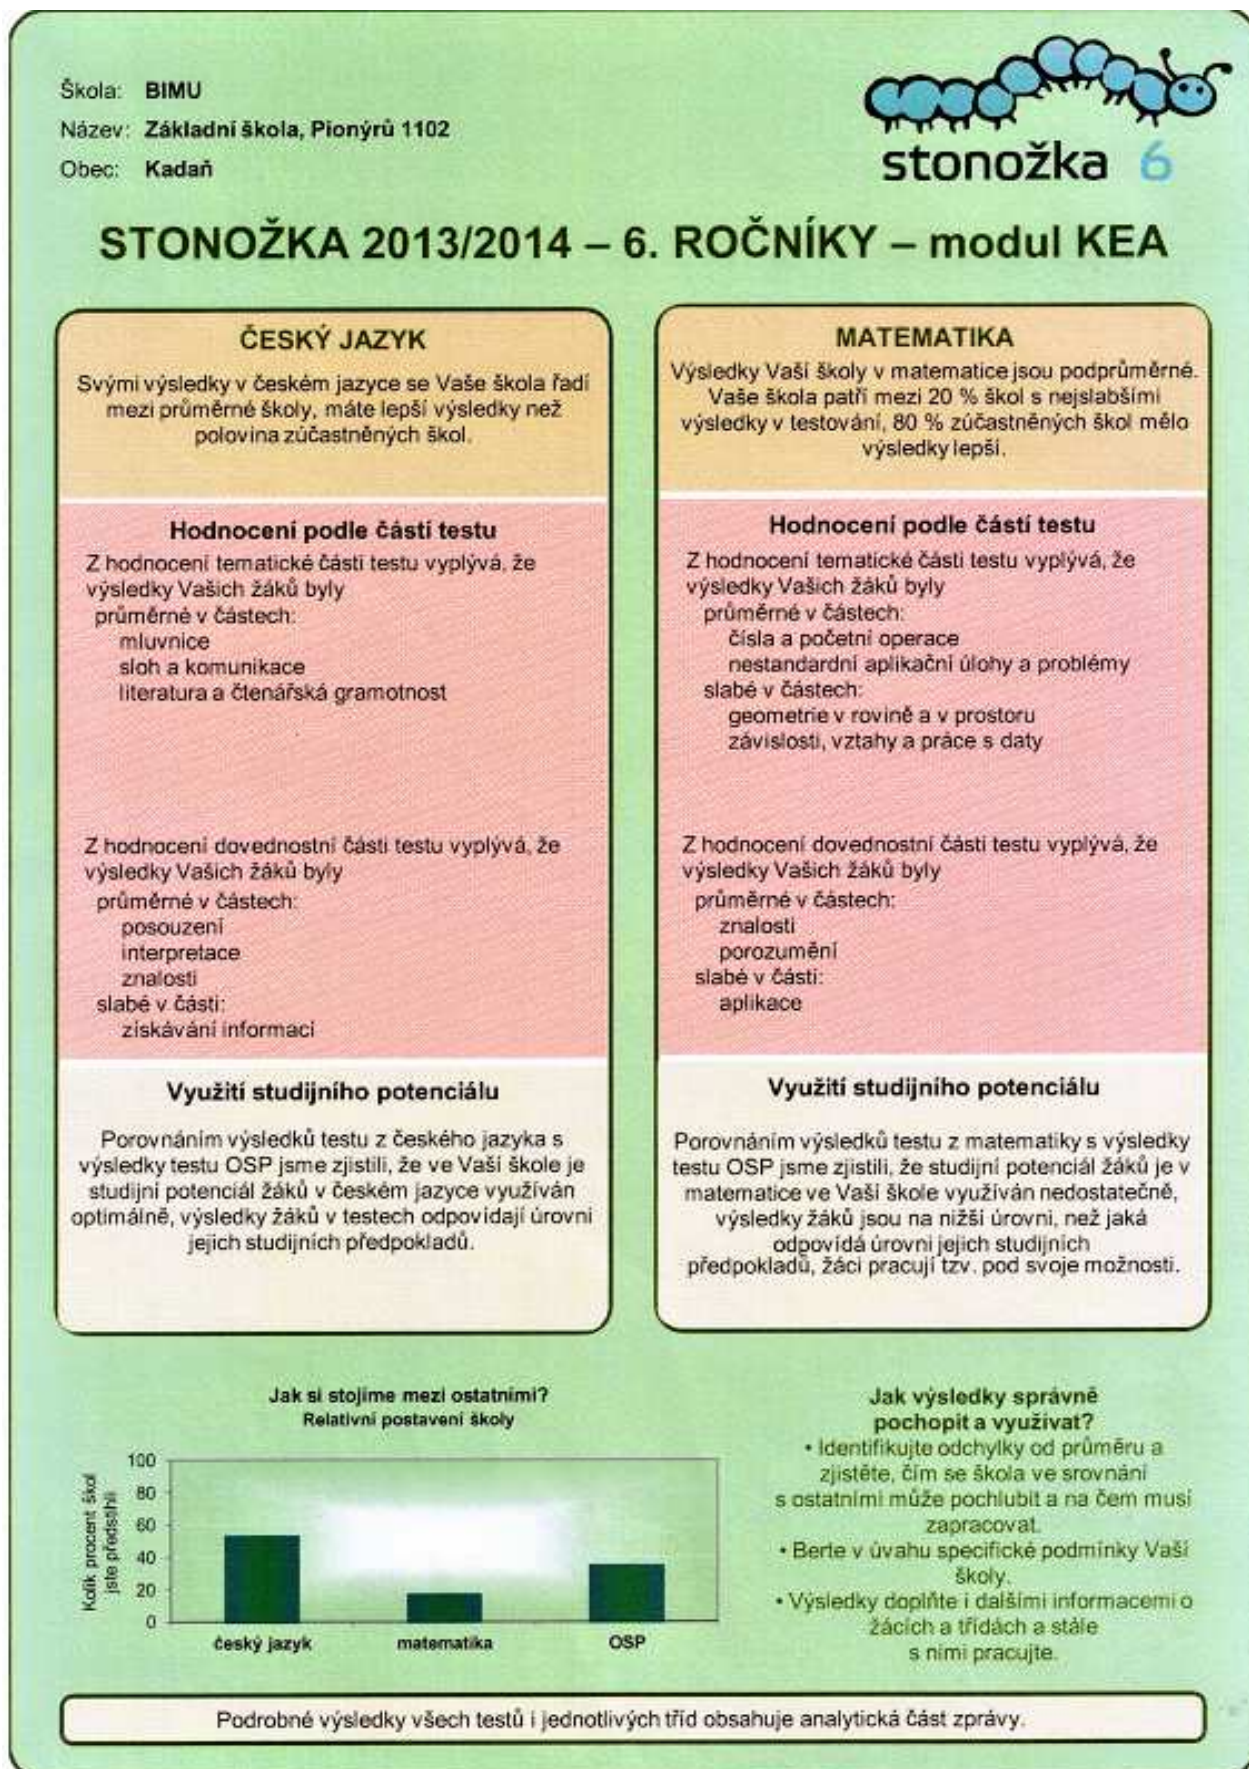 Škola: BIMU
Název: Základní škola, Pionýrů 1102
Obec: Kadaň
stonožka 6
STONOŽKA 2013/2014 – 6. ROČNÍKY – modul KEA
ČESKÝ JAZYK
Svými výsledky v českém jazyce se Vaše škola řadí
mezi průměrné školy, máte lepší výsledky než
polovina zúčastněných škol.
Hodnocení podle částí testu
Z hodnocení tematické části testu vyplývá, že
výsledky Vašich žáků byly
průměrné v částech:
mluvnice
sloh a komunikace
literatura a čtenářská gramotnost
Z hodnocení dovednostní části testu vyplývá, že
výsledky Vašich žáků byly
průměrné v částech:
posouzení
interpretace
znalosti
slabé v části:
získávání informací
Využití studijního potenciálu
Porovnáním výsledků testu z českého jazyka s
výsledky testu OSP jsme zjistili, že ve Vaší škole je
studijní potenciál žáků v českém jazyce využíván
optimálně, výsledky žáků v testech odpovídají úrovni
jejich studijních předpokladů.
MATEMATIKA
Výsledky Vaší školy v matematice jsou podprůměrné.
Vaše škola patří mezi 20 % škol s nejslabšími
výsledky v testování, 80 % zúčastněných škol mělo
výsledky lepší.
Hodnocení podle částí testu
Z hodnocení tematické části testu vyplývá, že
výsledky Vašich žáků byly
průměrné v částech:
čísla a početní operace
nestandardní aplikační úlohy a problémy
slabé v částech:
geometrie v rovině a v prostoru
závislosti, vztahy a práce s daty
Z hodnocení dovednostní části testu vyplývá, že
výsledky Vašich žáků byly
průměrné v částech:
znalosti
porozumění
slabé v části:
aplikace
Využití studijního potenciálu
Porovnáním výsledků testu z matematiky s výsledky
testu OSP jsme zjistili, že studijní potenciál žáků je v
matematice ve Vaší škole využíván nedostatečně,
výsledky žáků jsou na nižší úrovni, než jaká
odpovídá úrovni jejich studijních
předpokladů, žáci pracují tzv. pod svoje možnosti.
Jak si stojíme mezi ostatními?
Relativní postavení školy
Kolik procent škol
jste předstihli
100
80
60
40
20
0
český jazyk
matematika
OSP
Jak výsledky správně
pochopit a využívat?
• Identifikujte odchylky od průměru a
zjistěte, čím se škola ve srovnání
s ostatními může pochlubit a na čem musí
zapracovat.
• Berte v úvahu specifické podmínky Vaší
školy.
• Výsledky doplňte i dalšími informacemi o
žácích a třídách a stále
s nimi pracujte.
Podrobné výsledky všech testů i jednotlivých tříd obsahuje analytická část zprávy.